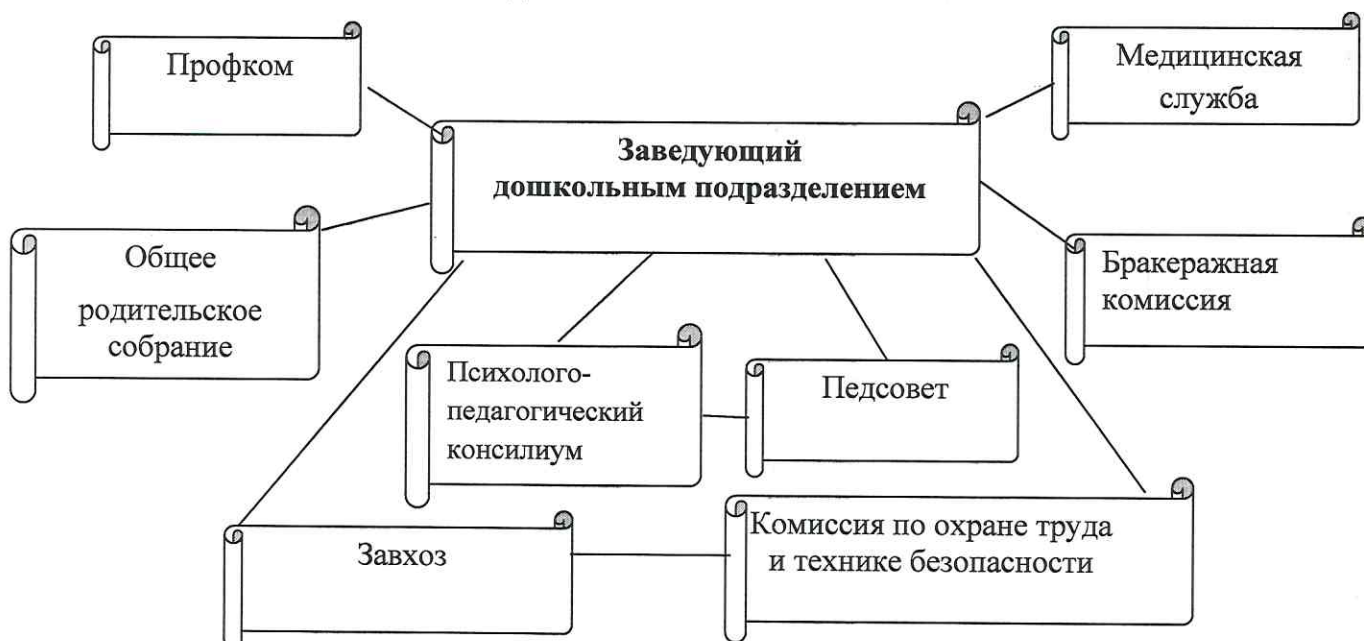 Профком
Медицинская
служба
Заведующий
дошкольным подразделением
Общее
родительское
собрание
Бракеражная
комиссия
Психолого-
педагогический
консилиум
Педсовет
Завхоз
Комиссия по охране труда
и технике безопасности